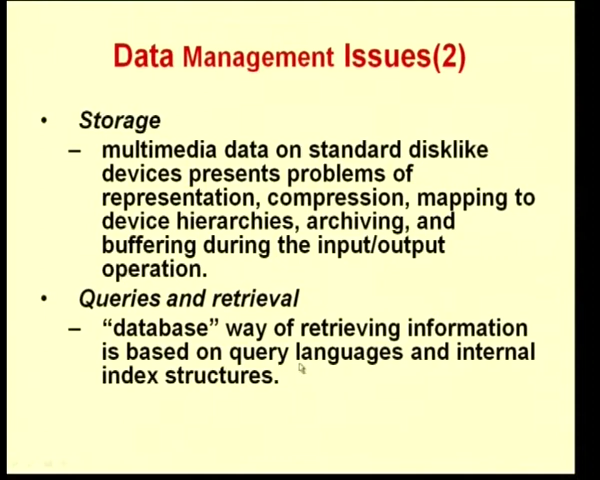 Data Management Issues(2)
• Storage
– multimedia data on standard disklike
devices presents problems of
representation, compression, mapping to
device hierarchies, archiving, and
buffering during the input/output
operation.
• Queries and retrieval
– “database” way of retrieving information
is based on query languages and internal
index structures.